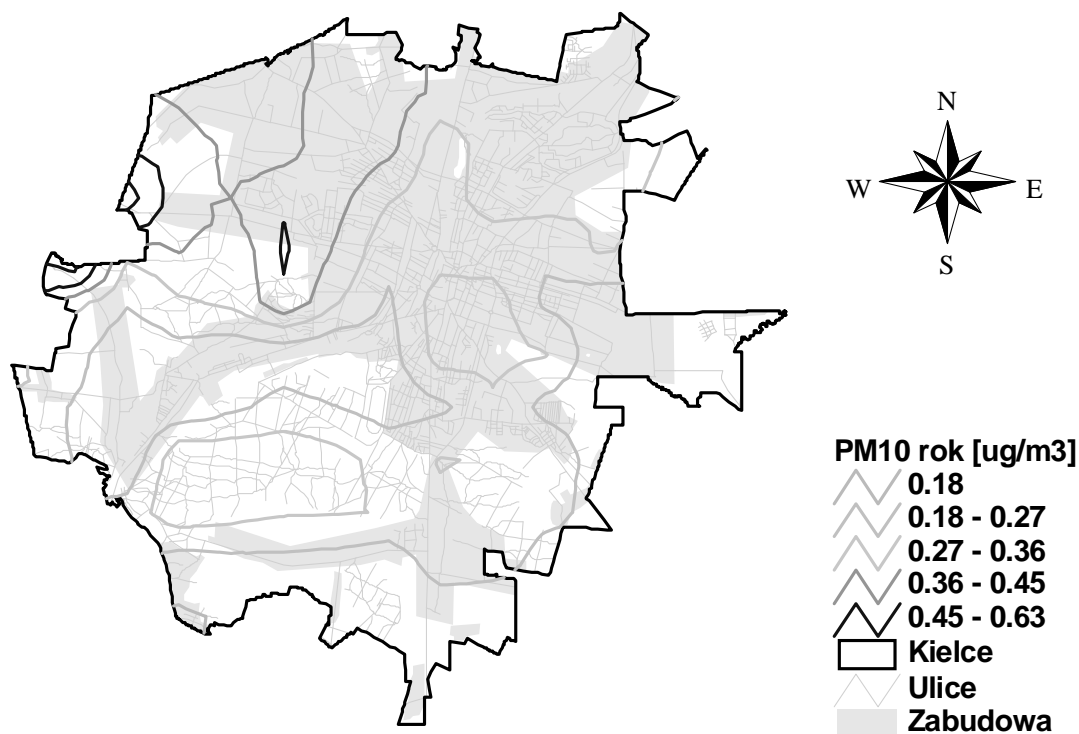 N
W E
S
PM10 rok [ug/m3]
0.18
0.18 - 0.27
0.27 - 0.36
0.36 - 0.45
0.45 - 0.63
Kielce
Ulice
Zabudowa